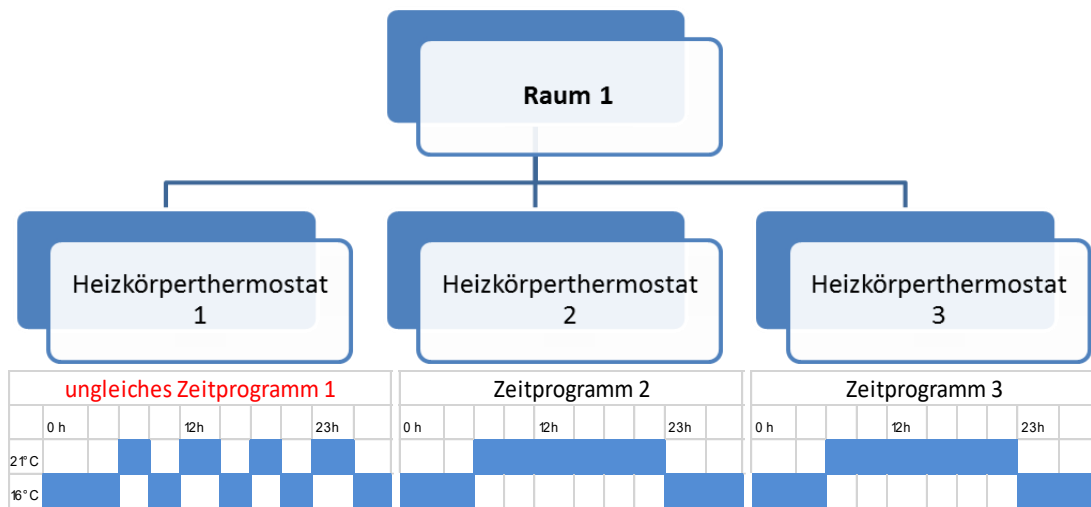 Raum 1
Heizkörperthermostat
1
Heizkörperthermostat
2
Heizkörperthermostat
3
ungleiches Zeitprogramm 1
0 h 12h 23h
21°C
16°C
Zeitprogramm 2
0 h 12h 23h
Zeitprogramm 3
0 h 12h 23h